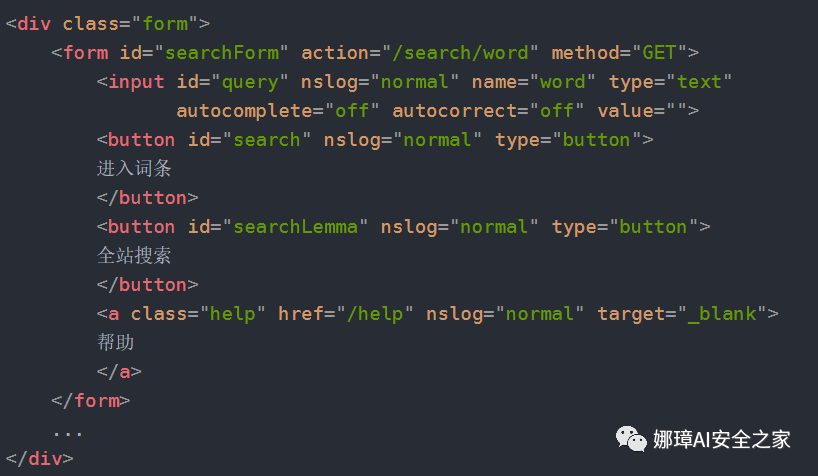 <div class="form">
    <form id="searchForm" action="/search/word" method="GET">
        <input id="query" nslog="normal" name="word" type="text"
               autocomplete="off" autocorrect="off" value="">
        <button id="search" nslog="normal" type="button">
        进入词条
        </button>
        <button id="searchLemma" nslog="normal" type="button">
        全站搜索
        </button>
        <a class="help" href="/help" nslog="normal" target="_blank">
        帮助
        </a>
    </form>
    ...
</div>
娜璋AI安全之家